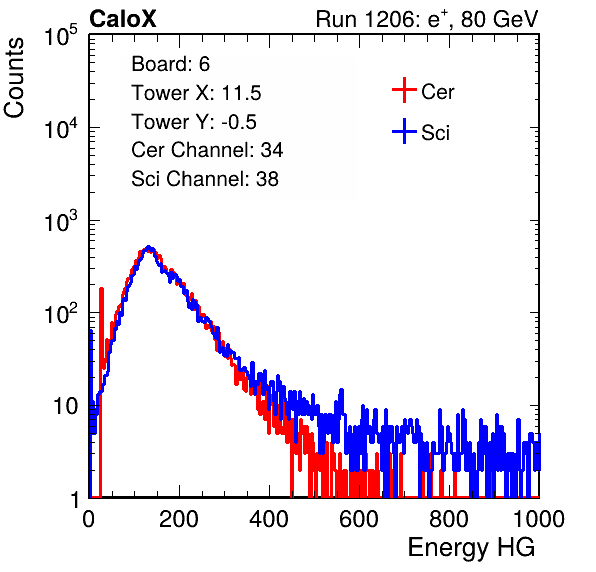 CaloX Run 1206: e⁺, 80 GeV
Counts
10⁵
10⁴
10³
10²
10
1
Board: 6
Tower X: 11.5
Tower Y: -0.5
Cer Channel: 34
Sci Channel: 38
Cer
Sci
0 200 400 600 800 1000
Energy HG